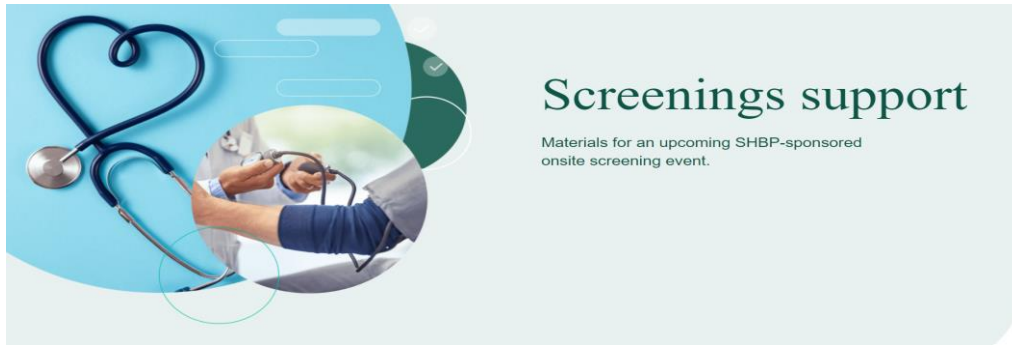 Screenings support
Materials for an upcoming SHBP-sponsored
onsite screening event.